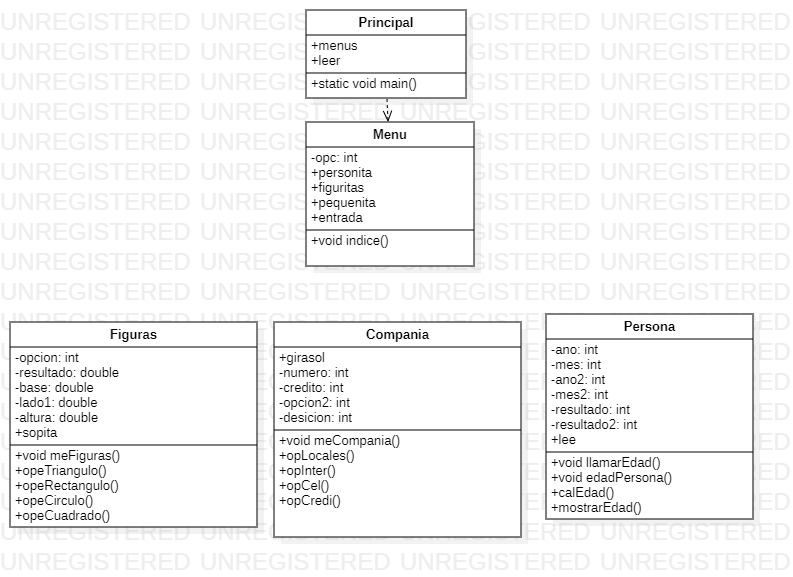 UNREGISTERED UNREGISTERED UNREGISTERED UNREGISTERED
Principal
+menus
+leer
+static void main()
Menu
-opc: int
+personita
+figuritas
+pequenita
+entrada
+void indice()
Figuras
-opcion: int
-resultado: double
-base: double
-lado1: double
-altura: double
+sopita
+void meFiguras()
+opeTriangulo()
+opeRectangulo()
+opeCirculo()
+opeCuadrado()
Compania
+girasol
-numero: int
-credito: int
-opcion2: int
-desicion: int
+void meCompania()
+opLocales()
+opInter()
+opCel()
+opCredi()
Persona
-ano: int
-mes: int
-ano2: int
-mes2: int
-resultado: int
-resultado2: int
+lee
+void llamarEdad()
+void edadPersona()
+calEdad()
+mostrarEdad()